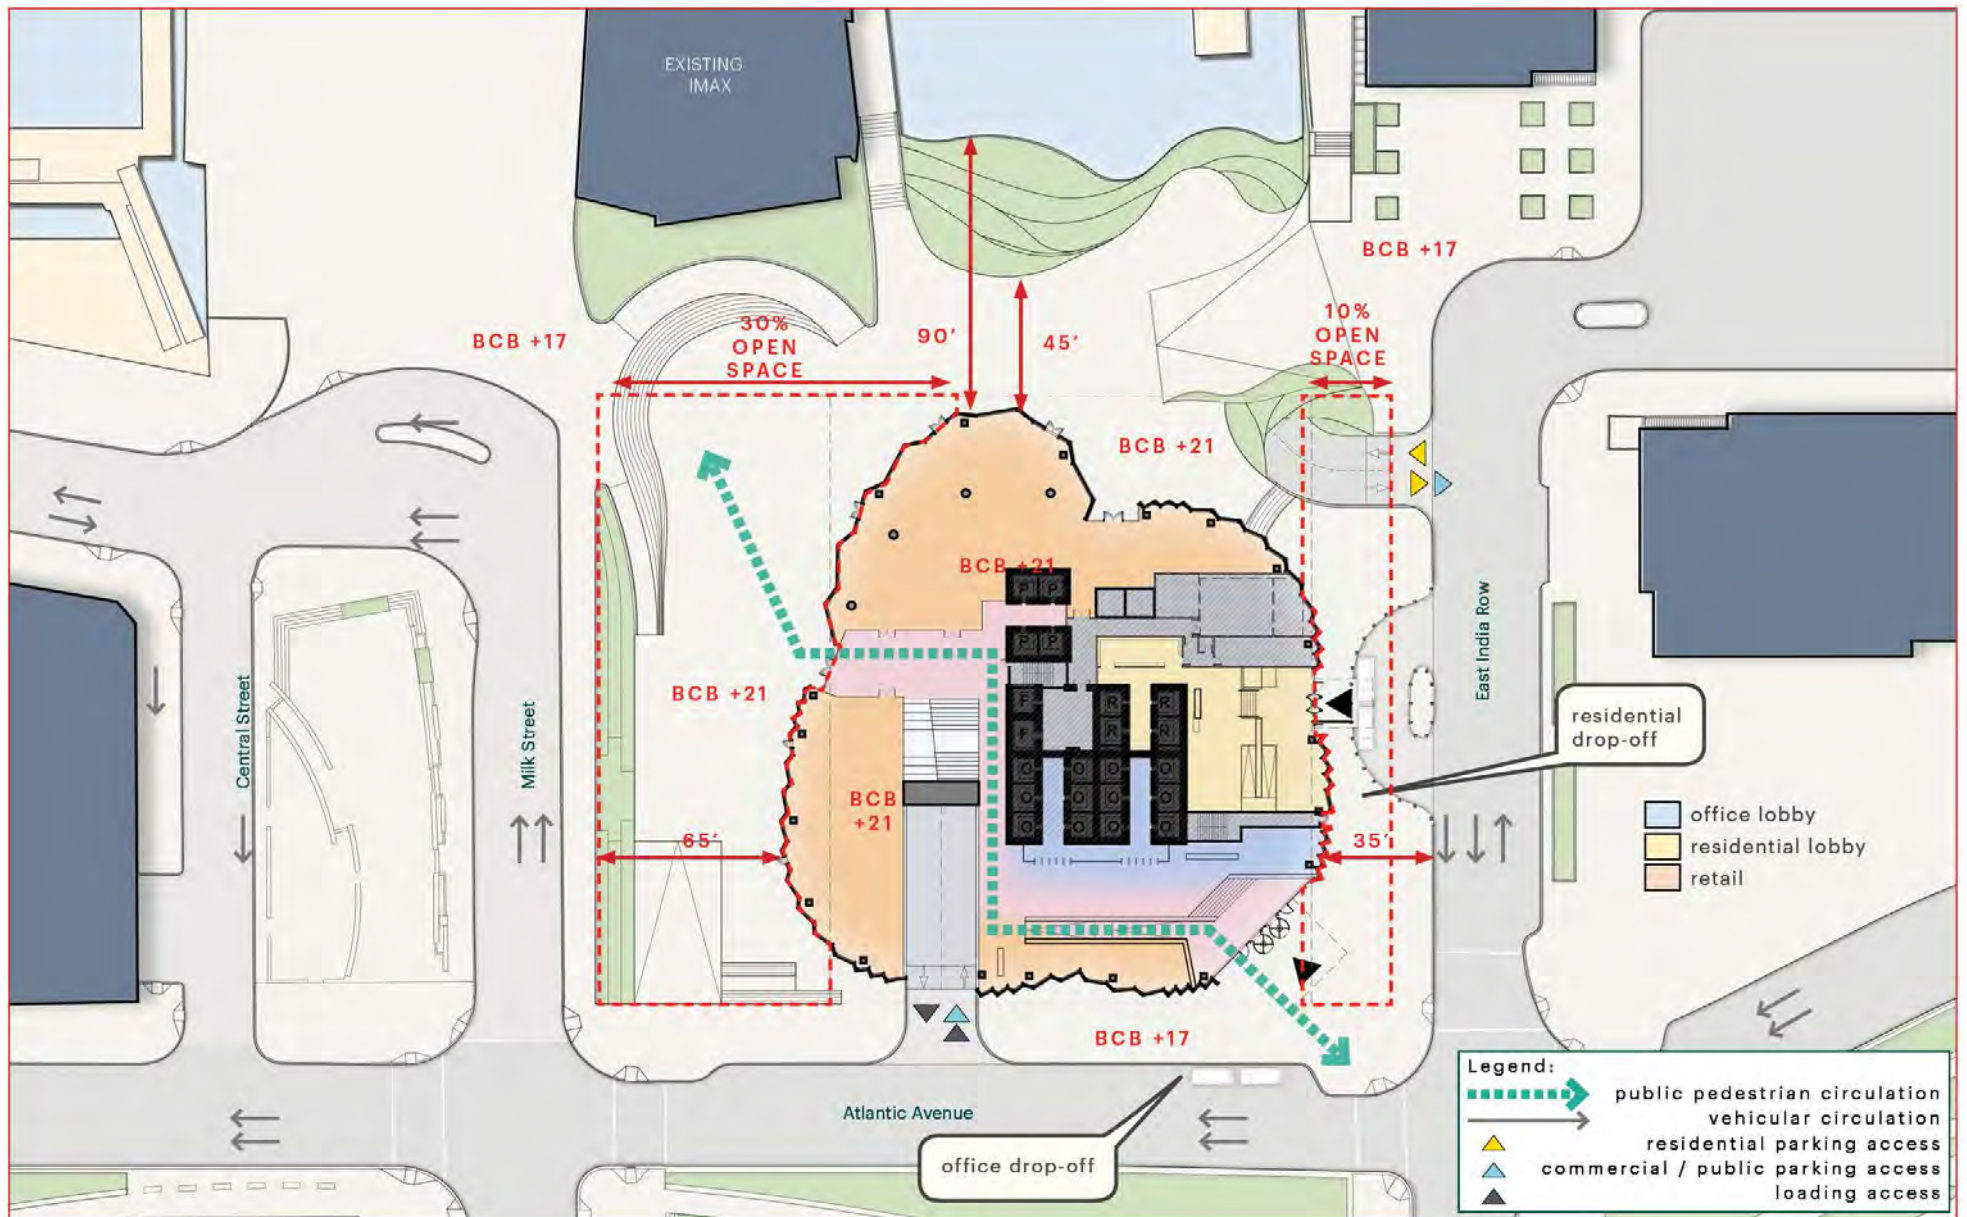 EXISTING
IMAX
BCB +17
10%
OPEN
SPACE
30%
OPEN
SPACE
90'
45'
BCB +17
BCB +21
BCB +21
P P
P P
East India Row
BCB +21
Central Street
Milk Street
F
F
R
R
R
R
residential
drop-off
O
O
O
O
O
O
O
O
O
O
O
O
BCB
+21
office lobby
residential lobby
retail
65'
35'
BCB +17
Atlantic Avenue
office drop-off
Legend:
public pedestrian circulation
vehicular circulation
residential parking access
commercial / public parking access
loading access